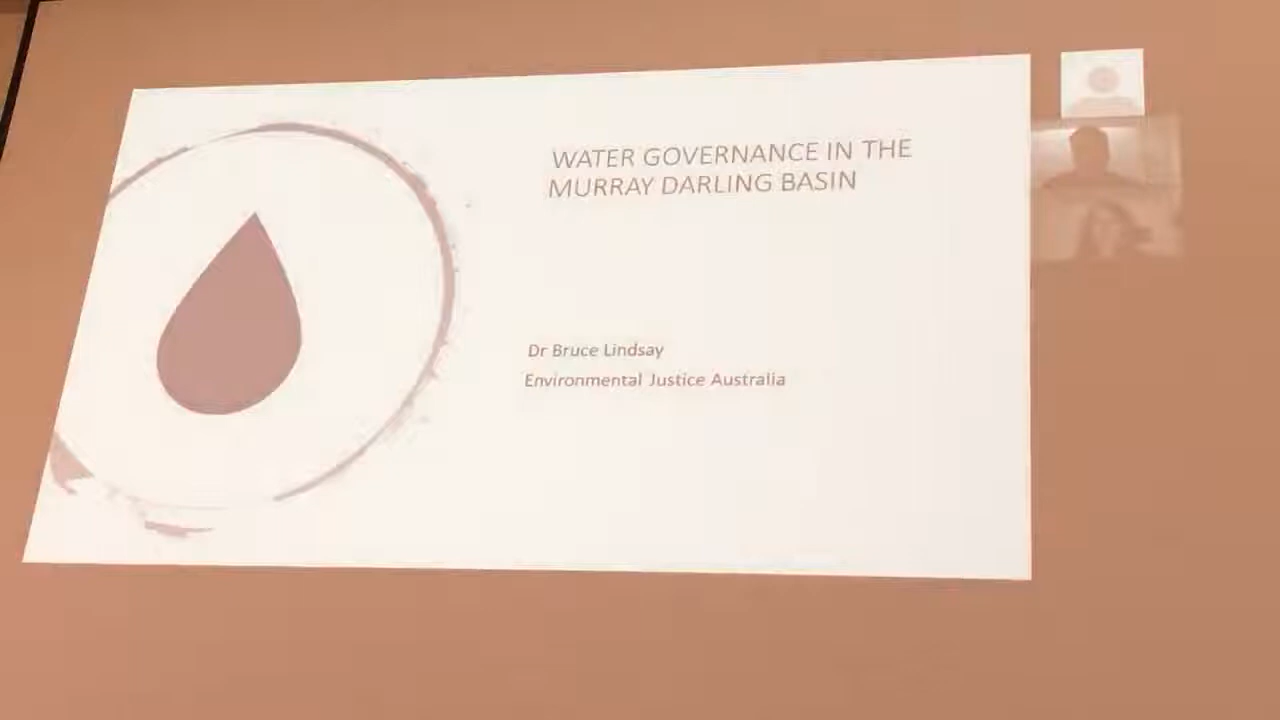 WATER GOVERNANCE IN THE
MURRAY DARLING BASIN
Dr Bruce Lindsay
Environmental Justice Australia